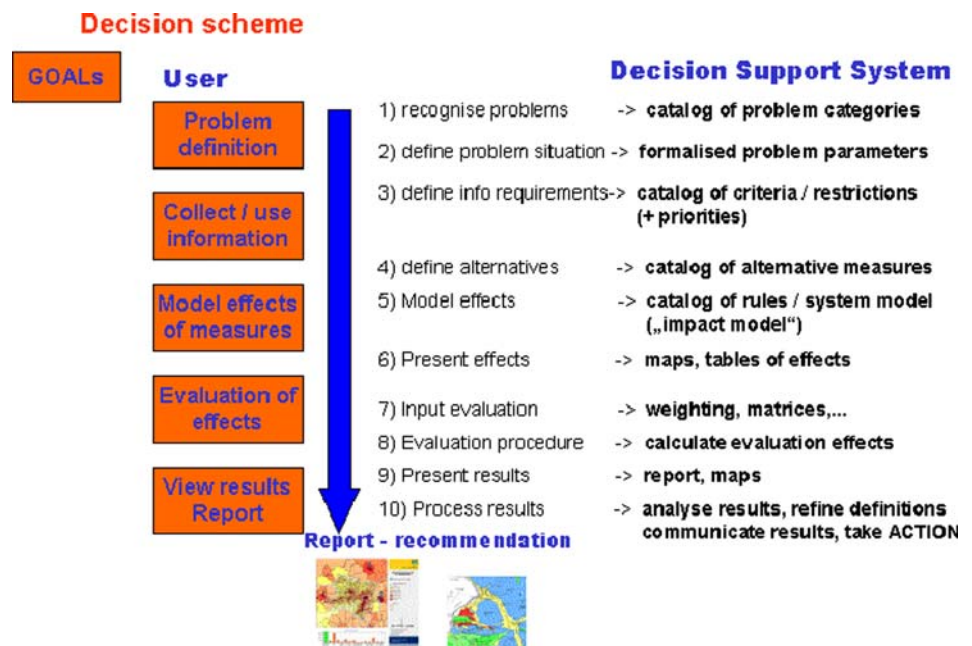 Decision scheme
GOALs
User
Decision Support System
Problem
definition
Collect / use
information
Model effects
of measures
Evaluation of
effects
View results
Report
1) recognise problems -> catalog of problem categories
2) define problem situation -> formalised problem parameters
3) define info requirements-> catalog of criteria / restrictions
(+ priorities)
4) define alternatives -> catalog of alternative measures
5) Model effects -> catalog of rules / system model
(„impact model“)
6) Present effects -> maps, tables of effects
7) Input evaluation -> weighting, matrices,...
8) Evaluation procedure -> calculate evaluation effects
9) Present results -> report, maps
10) Process results -> analyse results, refine definitions
communicate results, take ACTION
Report - recommendation